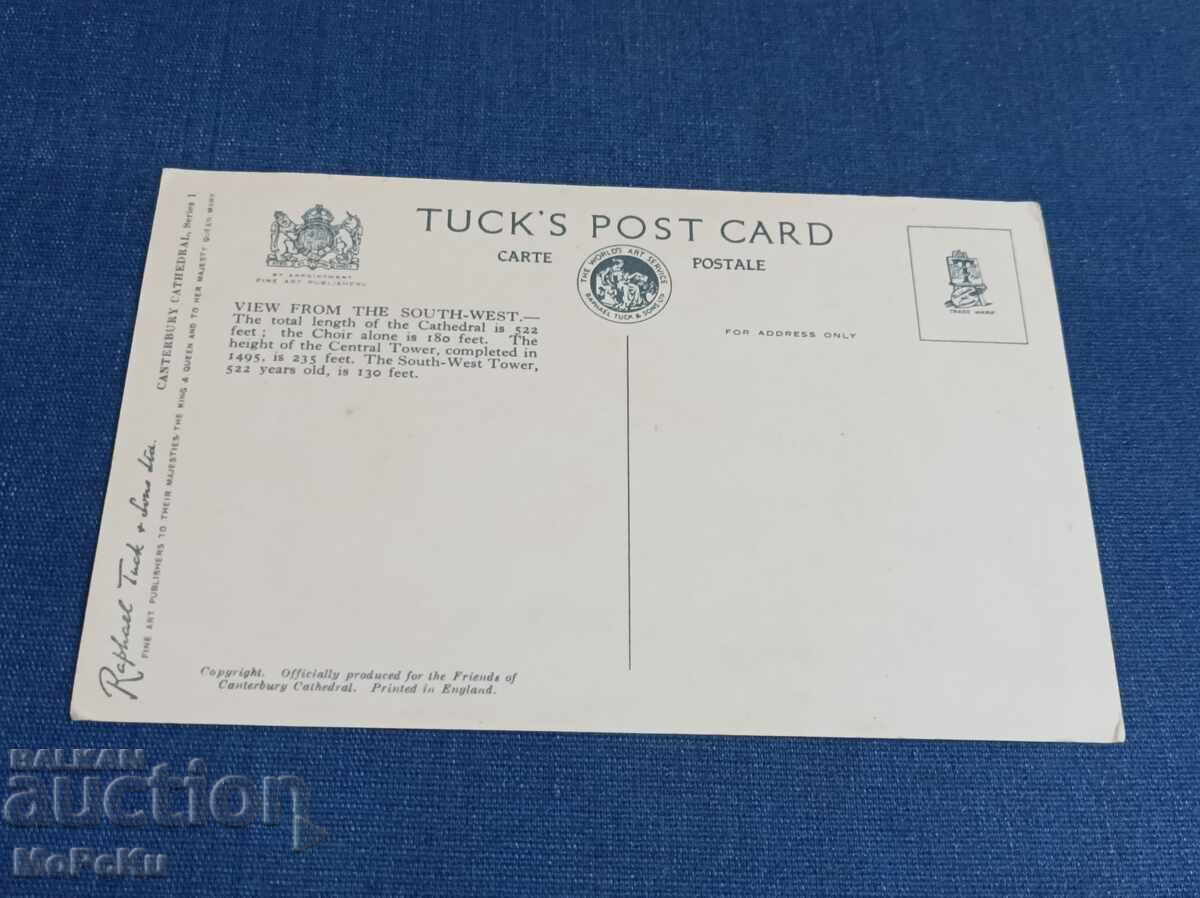 TUCK'S POST CARD
CARTE POSTALE
THE WORLD'S ART SERVICE
RAPHAEL TUCK & SONS LTD
BY APPOINTMENT
FINE ART PUBLISHERS
TRADE MARK
FOR ADDRESS ONLY
VIEW FROM THE SOUTH-WEST.—
The total length of the Cathedral is 522
feet; the Choir alone is 180 feet. The
height of the Central Tower, completed in
1495, is 235 feet. The South-West Tower,
522 years old, is 130 feet.
CANTERBURY CATHEDRAL, Series 1
Raphael Tuck & Sons Ltd.
FINE ART PUBLISHERS TO THEIR MAJESTIES THE KING & QUEEN AND TO HER MAJESTY QUEEN MARY
Copyright. Officially produced for the Friends of
Canterbury Cathedral. Printed in England.
BALKAN
auction
MoPcKu